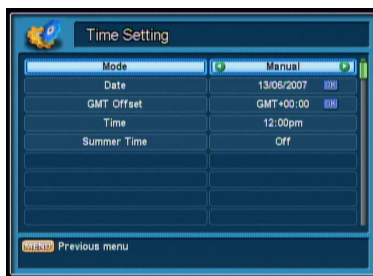 Time Setting
Mode Manual
Date 13/06/2007 OK
GMT Offset GMT+00:00 OK
Time 12:00pm
Summer Time Off
MENU Previous menu